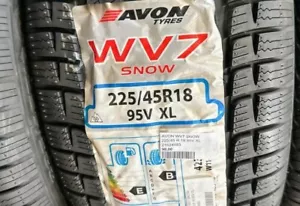 AVON
TYRES
WV7
SNOW
225/45R18
95V XL
E
B